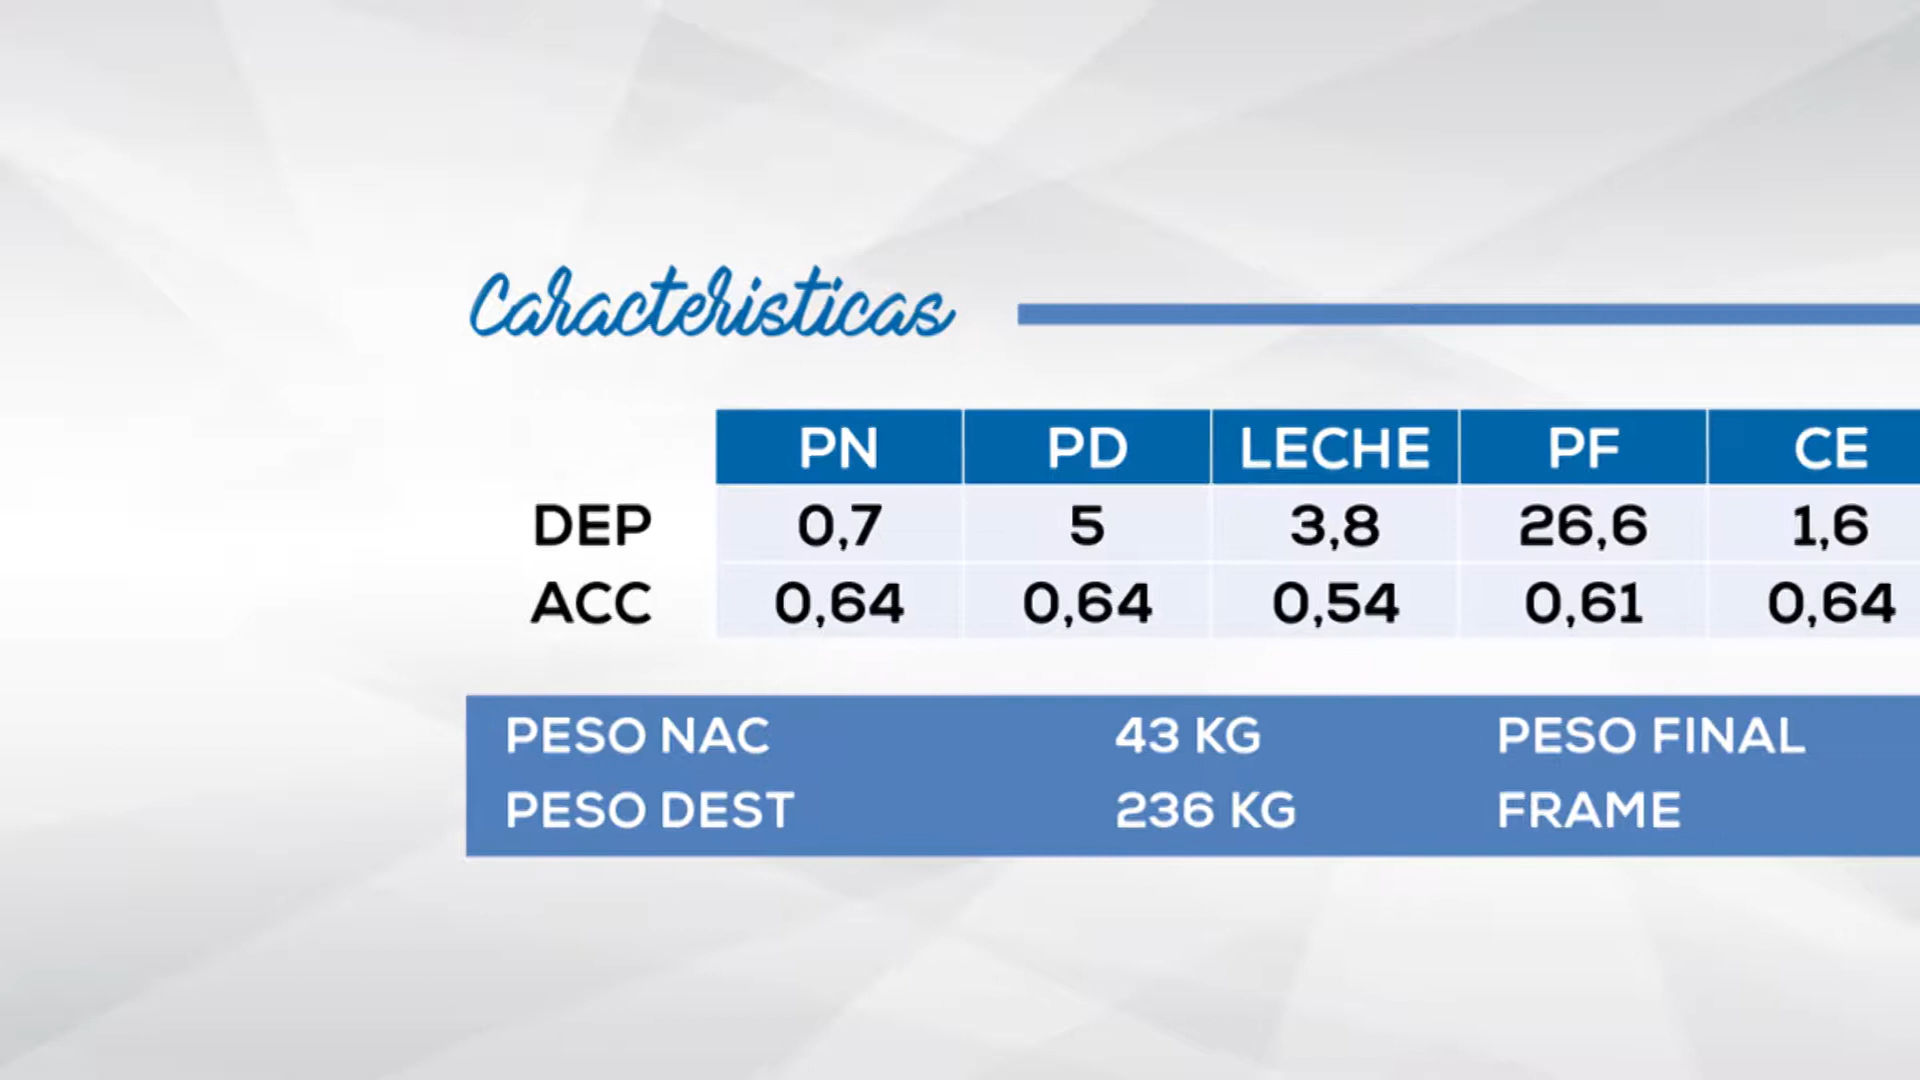 Caracteristicas
PN PD LECHE PF CE
DEP 0,7 5 3,8 26,6 1,6
ACC 0,64 0,64 0,54 0,61 0,64
PESO NAC 43 KG PESO FINAL
PESO DEST 236 KG FRAME